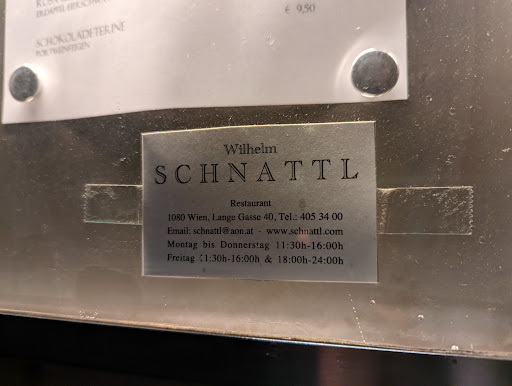 € 9,50
SCHOKOLADETERINE
PORTWEINFEIGEN
Wilhelm
SCHNATTL
Restaurant
1080 Wien, Lange Gasse 40, Tel.: 405 34 00
Email: schnattl@aon.at - www.schnattl.com
Montag bis Donnerstag 11:30h-16:00h
Freitag 11:30h-16:00h & 18:00h-24:00h